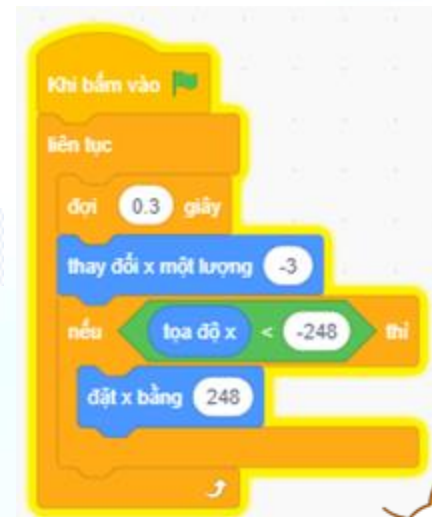 Khi bấm vào
liên tục
đợi 0.3 giây
thay đổi x một lượng -3
nếu tọa độ x < -248 thì
đặt x bằng 248